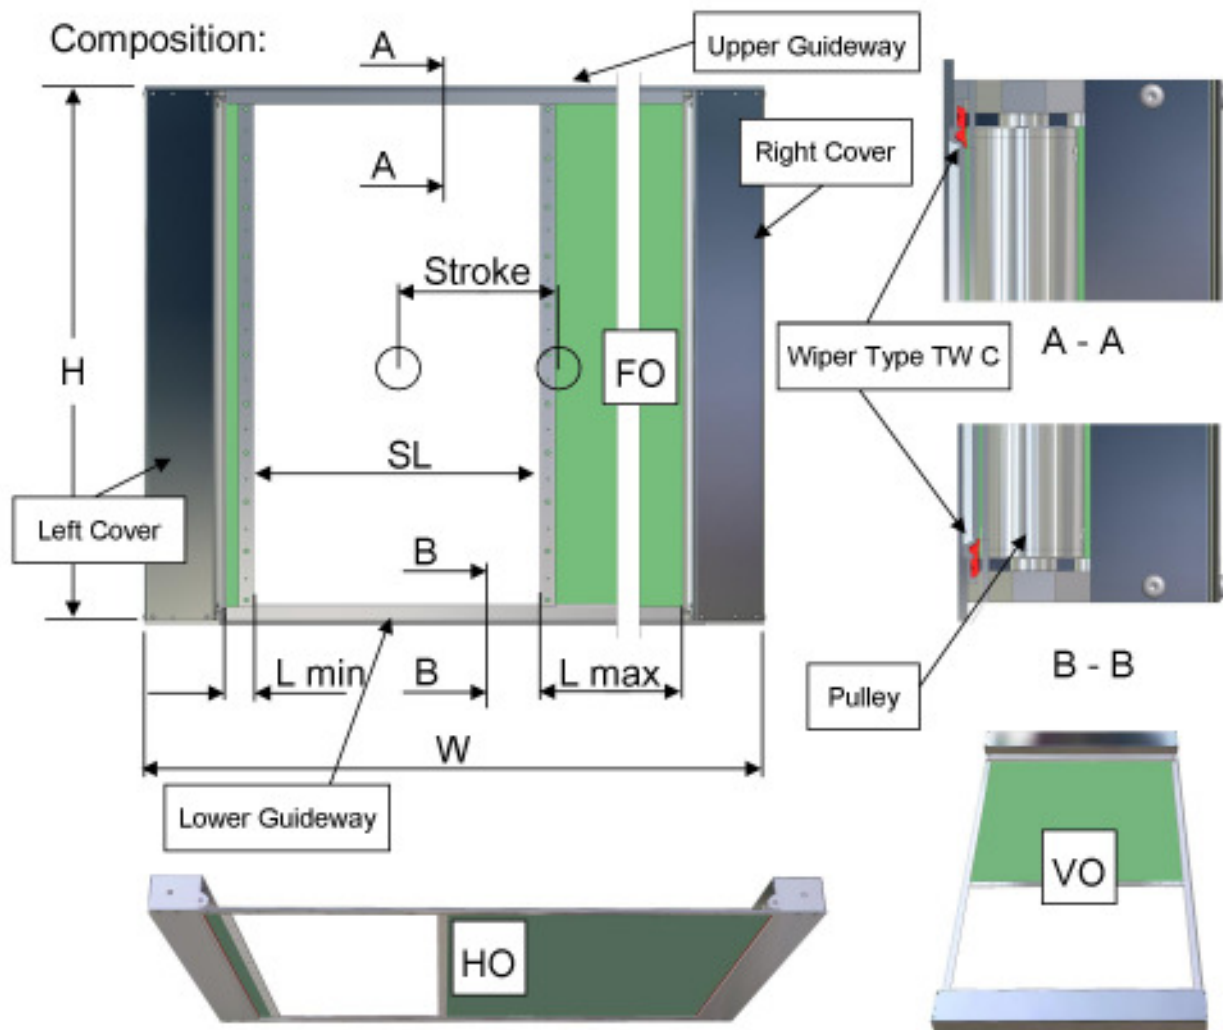 Composition:
A
Upper Guideway
A
Right Cover
Stroke
H
FO
Wiper Type TW C
A - A
SL
Left Cover
B
L min
B
L max
B - B
Pulley
W
Lower Guideway
VO
HO